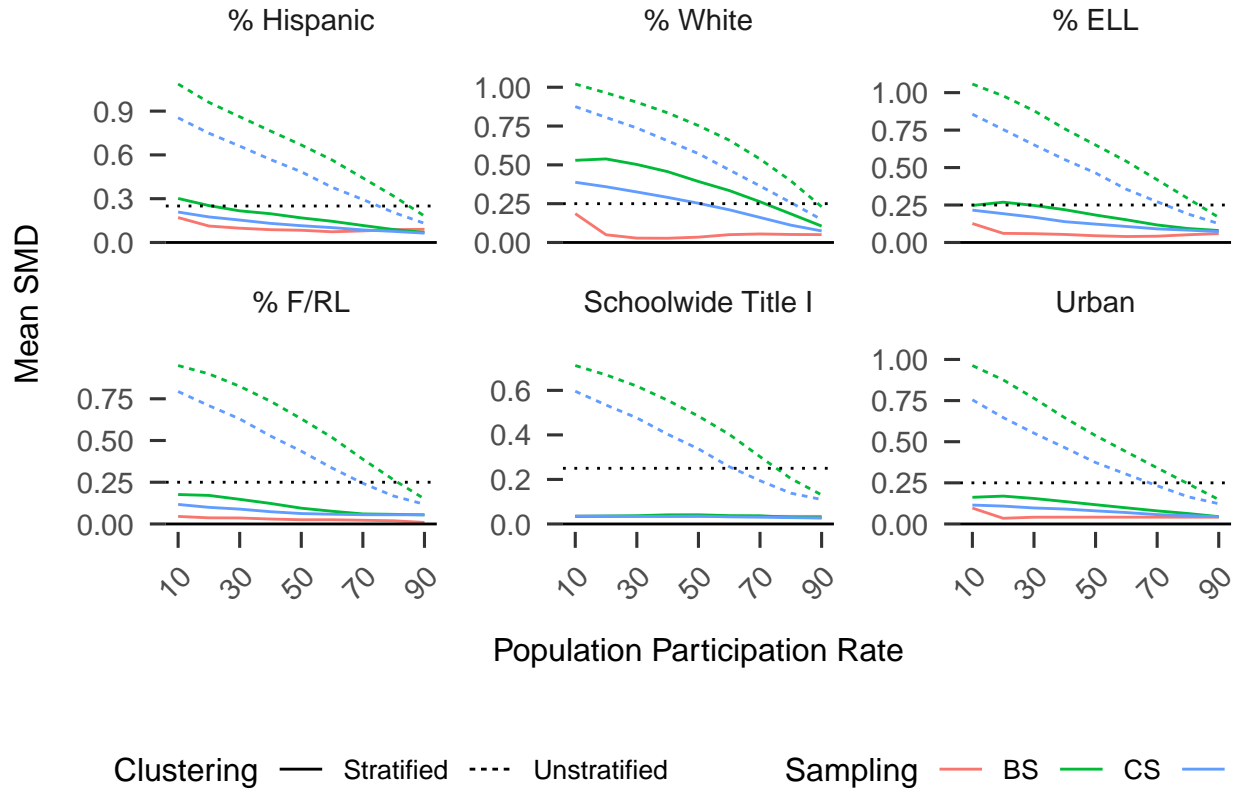 % Hispanic
% White
% ELL
0.9
0.6
0.3
0.0
1.00
0.75
0.50
0.25
0.00
1.00
0.75
0.50
0.25
0.00
Mean SMD
% F/RL
Schoolwide Title I
Urban
0.75
0.50
0.25
0.00
0.6
0.4
0.2
0.0
1.00
0.75
0.50
0.25
0.00
10 30 50 70 90
10 30 50 70 90
10 30 50 70 90
Population Participation Rate
Clustering Stratified Unstratified Sampling BS CS